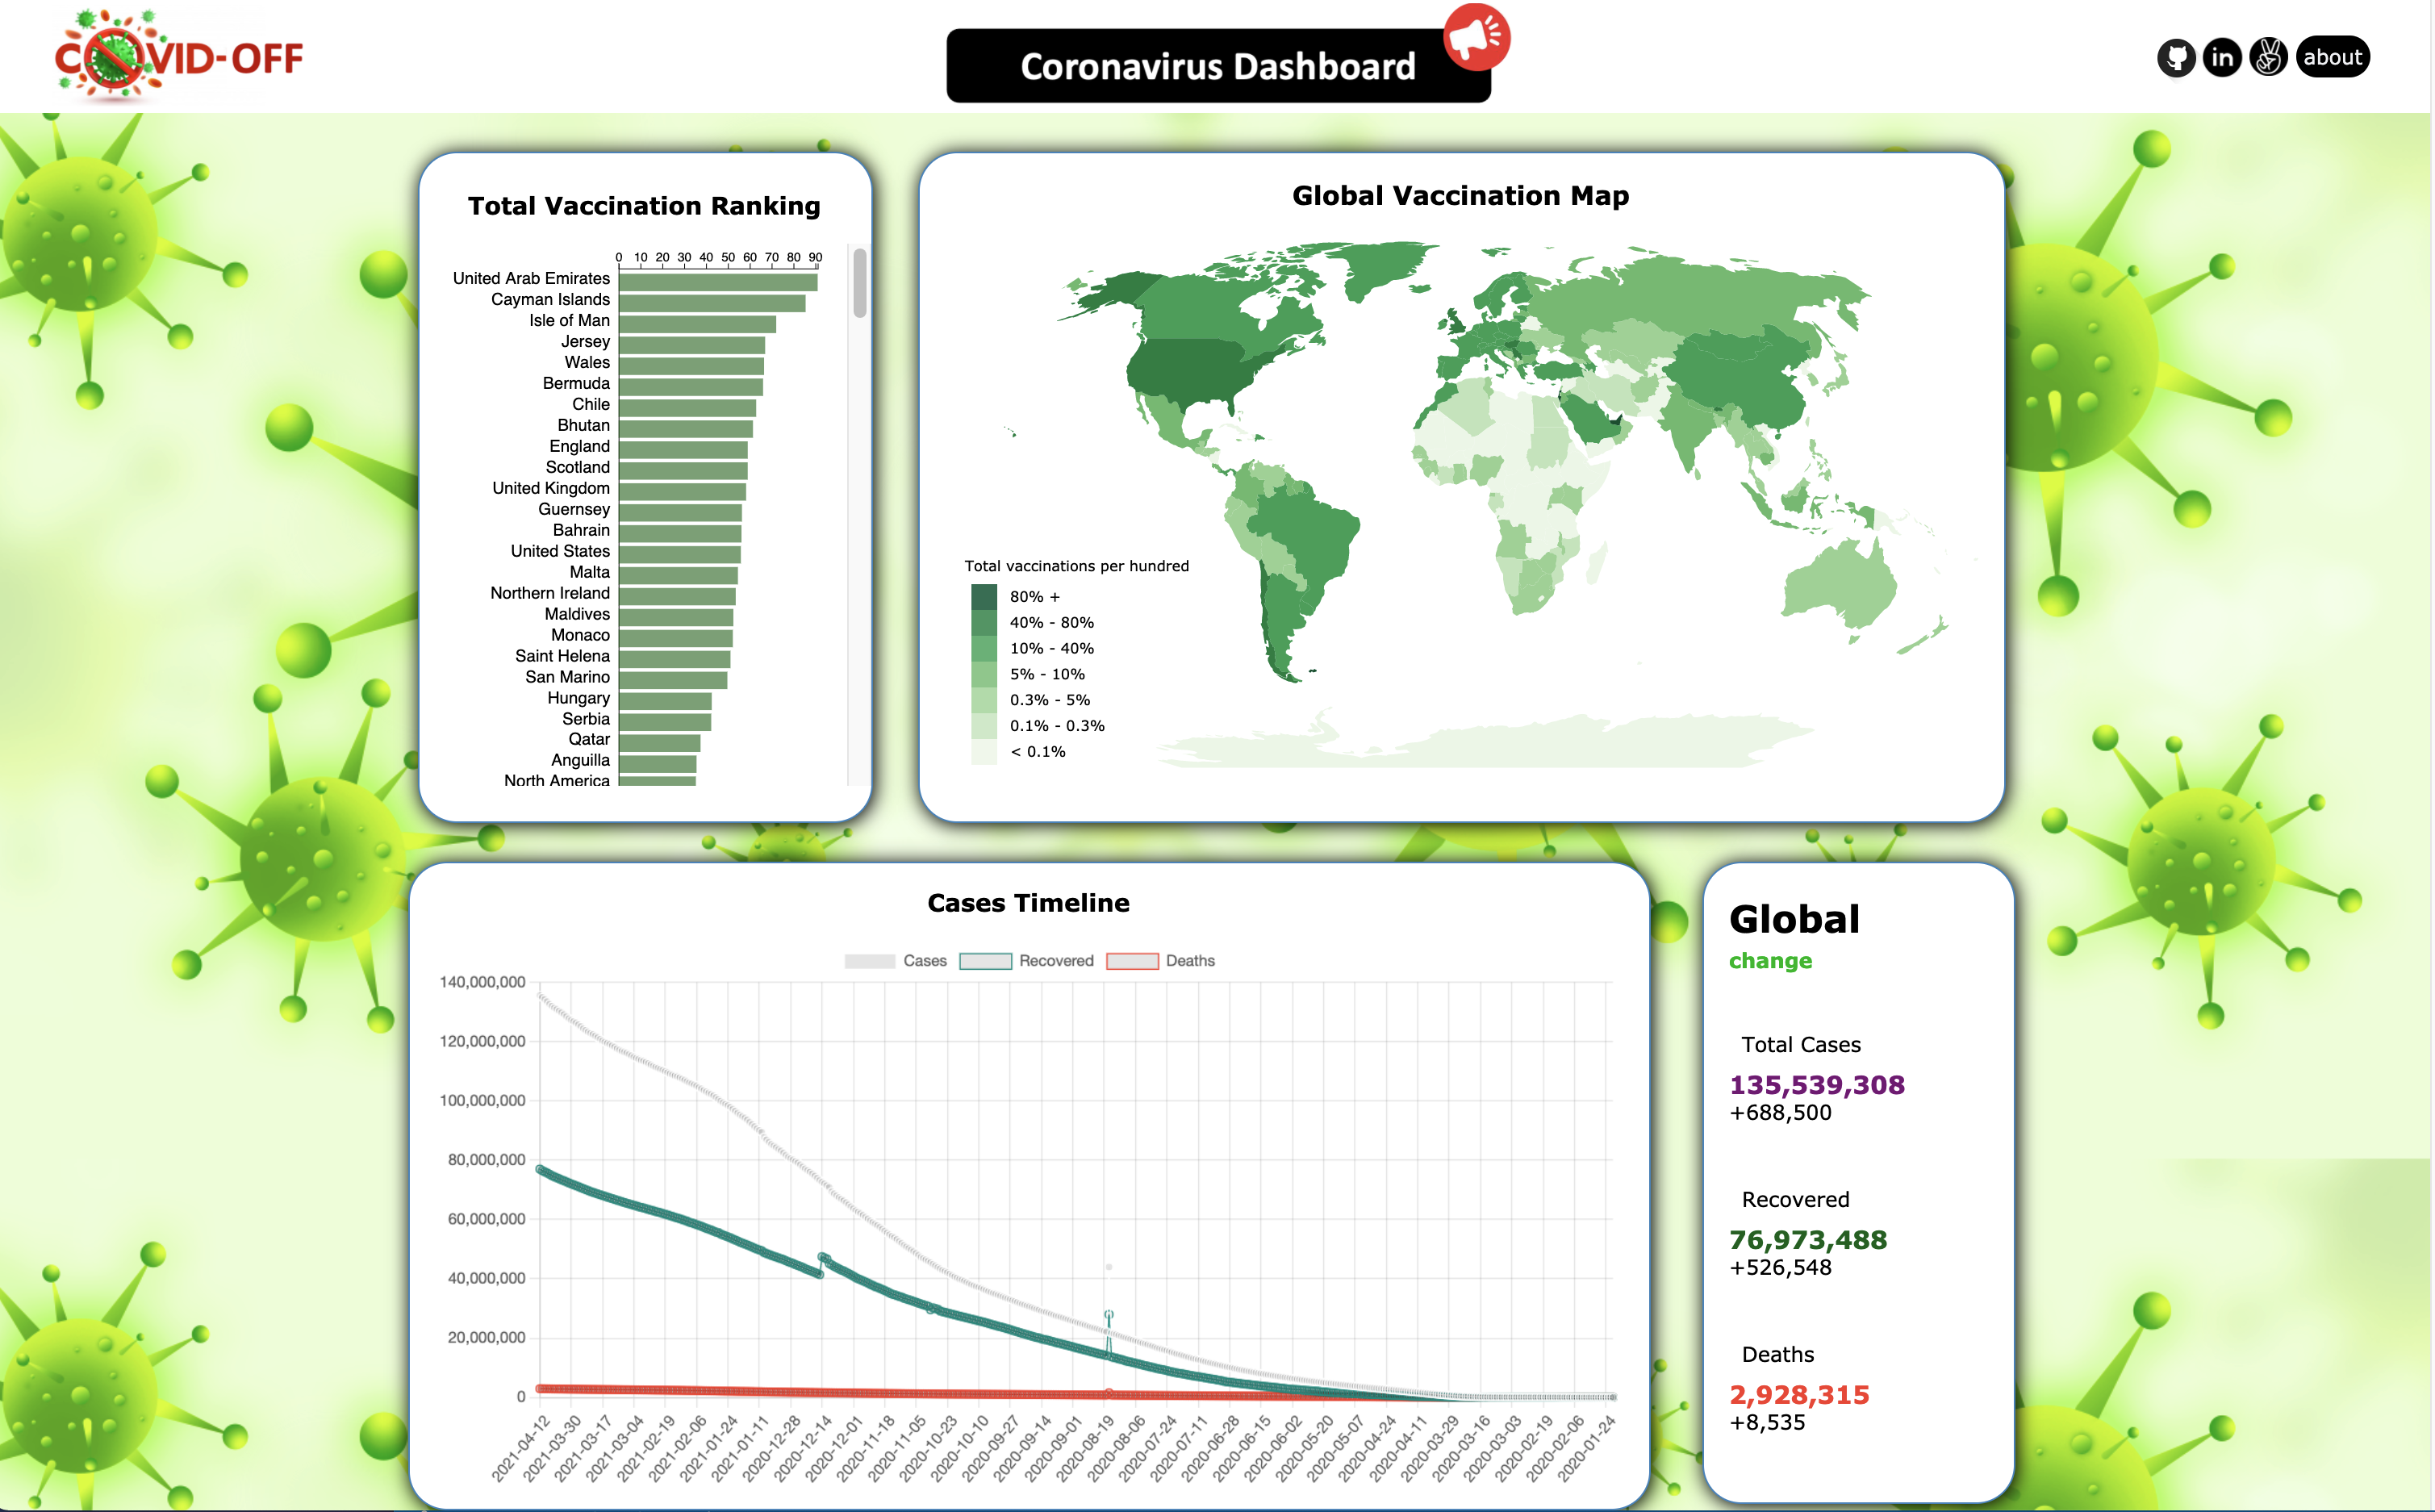 COVID-OFF
Coronavirus Dashboard
in
about
Total Vaccination Ranking
0 10 20 30 40 50 60 70 80 90
United Arab Emirates
Cayman Islands
Isle of Man
Jersey
Wales
Bermuda
Chile
Bhutan
England
Scotland
United Kingdom
Guernsey
Bahrain
United States
Malta
Northern Ireland
Maldives
Monaco
Saint Helena
San Marino
Hungary
Serbia
Qatar
Anguilla
North America
Global Vaccination Map
Total vaccinations per hundred
80% +
40% - 80%
10% - 40%
5% - 10%
0.3% - 5%
0.1% - 0.3%
< 0.1%
Cases Timeline
Cases Recovered Deaths
140,000,000
120,000,000
100,000,000
80,000,000
60,000,000
40,000,000
20,000,000
0
2021-04-12 2021-03-30 2021-03-17 2021-03-04 2021-02-19 2021-02-06 2021-01-24 2021-01-11 2020-12-28 2020-12-14 2020-12-01 2020-11-18 2020-11-05 2020-10-23 2020-10-10 2020-09-27 2020-09-14 2020-09-01 2020-08-19 2020-08-06 2020-07-24 2020-07-11 2020-06-28 2020-06-15 2020-06-02 2020-05-20 2020-05-07 2020-04-24 2020-04-11 2020-03-29 2020-03-16 2020-03-03 2020-02-19 2020-02-06 2020-01-24
Global
change
Total Cases
135,539,308
+688,500
Recovered
76,973,488
+526,548
Deaths
2,928,315
+8,535